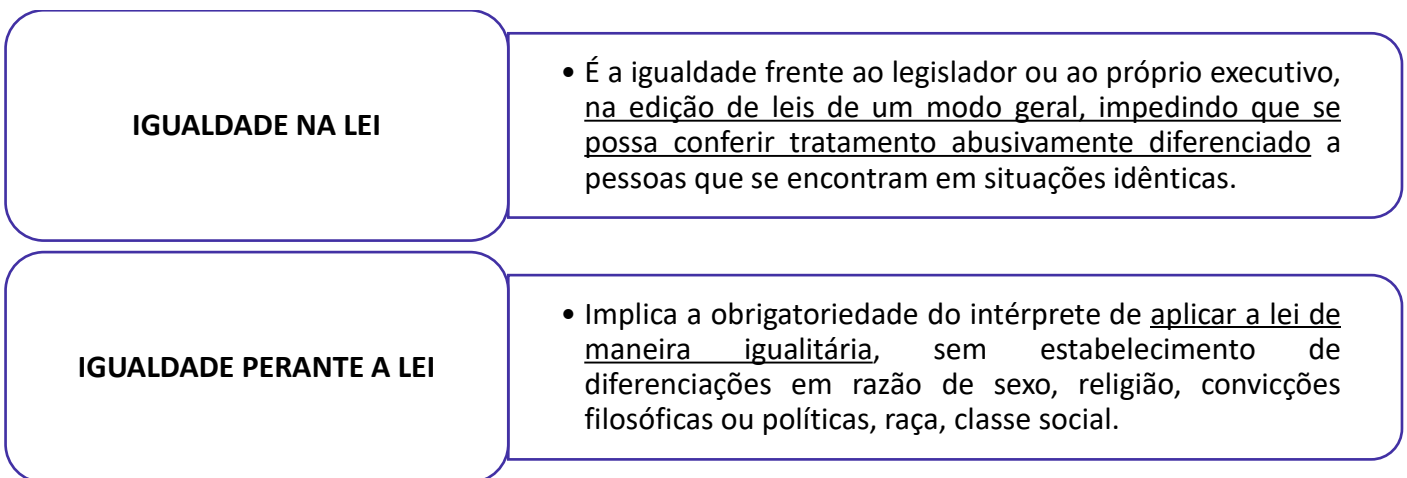 IGUALDADE NA LEI
• É a igualdade frente ao legislador ou ao próprio executivo,
na edição de leis de um modo geral, impedindo que se
possa conferir tratamento abusivamente diferenciado a
pessoas que se encontram em situações idênticas.
IGUALDADE PERANTE A LEI
• Implica a obrigatoriedade do intérprete de aplicar a lei de
maneira igualitária, sem estabelecimento de
diferenciações em razão de sexo, religião, convicções
filosóficas ou políticas, raça, classe social.